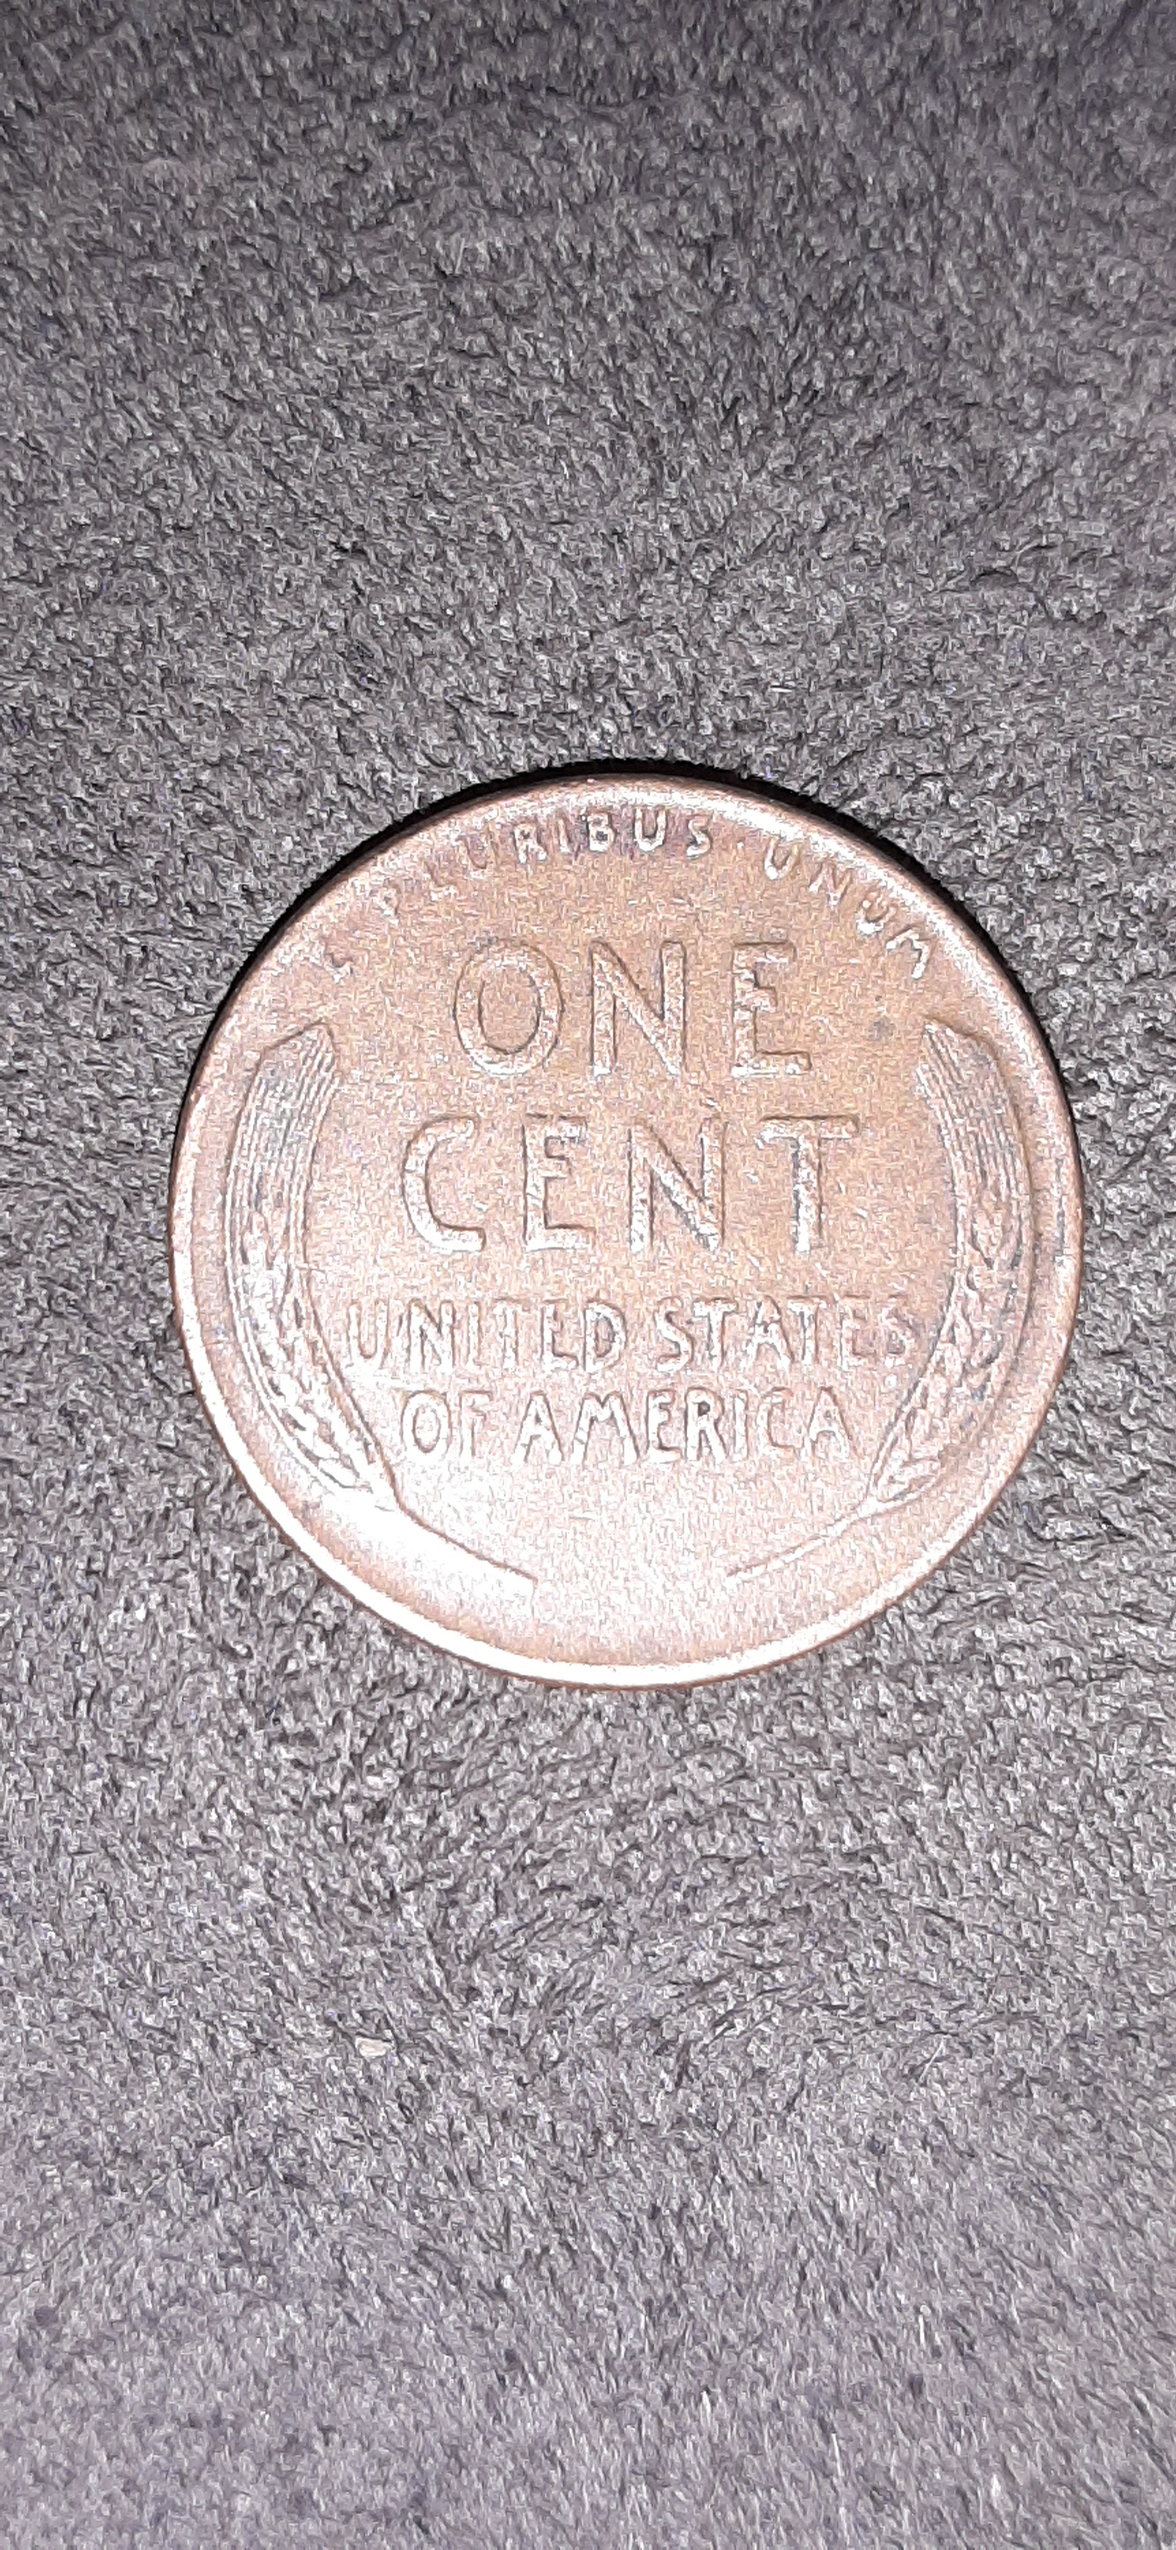 E PLURIBUS · UNUM
ONE
CENT
UNITED STATES
OF AMERICA